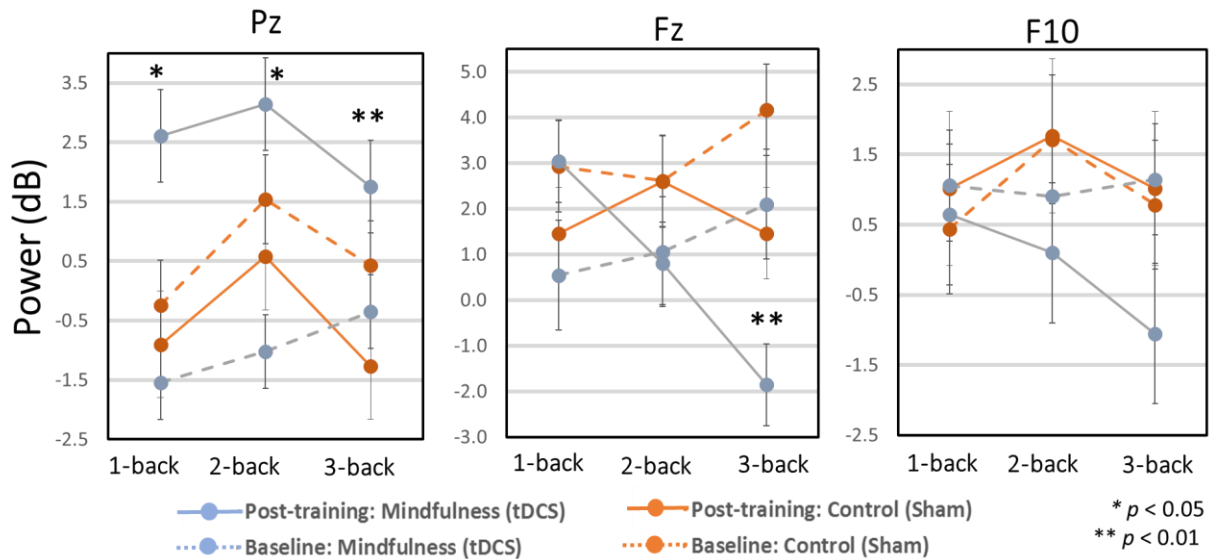 Pz
Fz
F10
Power (dB)
3.5
2.5
1.5
0.5
-0.5
-1.5
-2.5
*
*
**
1-back 2-back 3-back
5.0
4.0
3.0
2.0
1.0
0.0
-1.0
-2.0
-3.0
**
1-back 2-back 3-back
2.5
1.5
0.5
-0.5
-1.5
-2.5
1-back 2-back 3-back
Post-training: Mindfulness (tDCS)
Post-training: Control (Sham)
* p < 0.05
Baseline: Mindfulness (tDCS)
Baseline: Control (Sham)
** p < 0.01